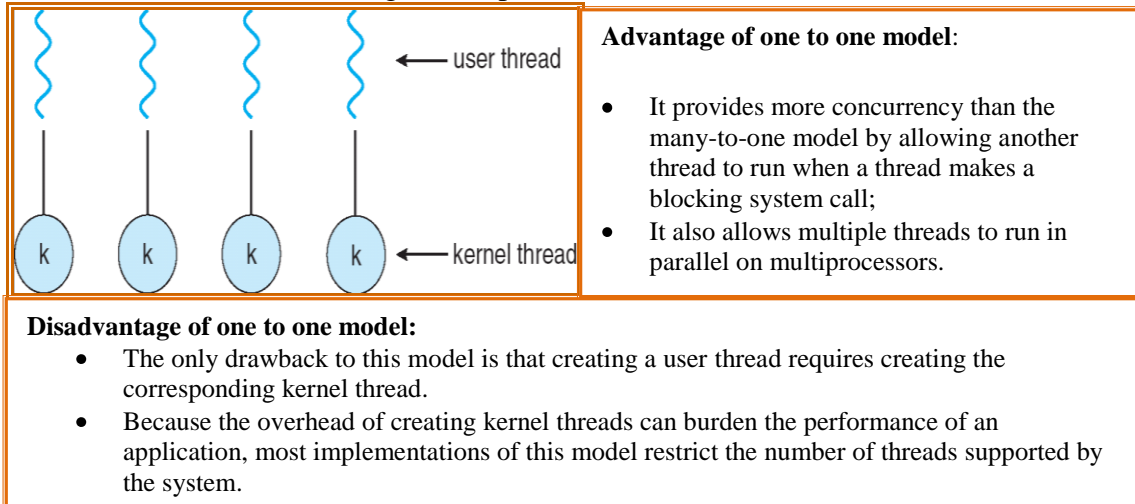 user thread
k k k k
kernel thread
Advantage of one to one model:
• It provides more concurrency than the
many-to-one model by allowing another
thread to run when a thread makes a
blocking system call;
• It also allows multiple threads to run in
parallel on multiprocessors.
Disadvantage of one to one model:
• The only drawback to this model is that creating a user thread requires creating the
corresponding kernel thread.
• Because the overhead of creating kernel threads can burden the performance of an
application, most implementations of this model restrict the number of threads supported by
the system.